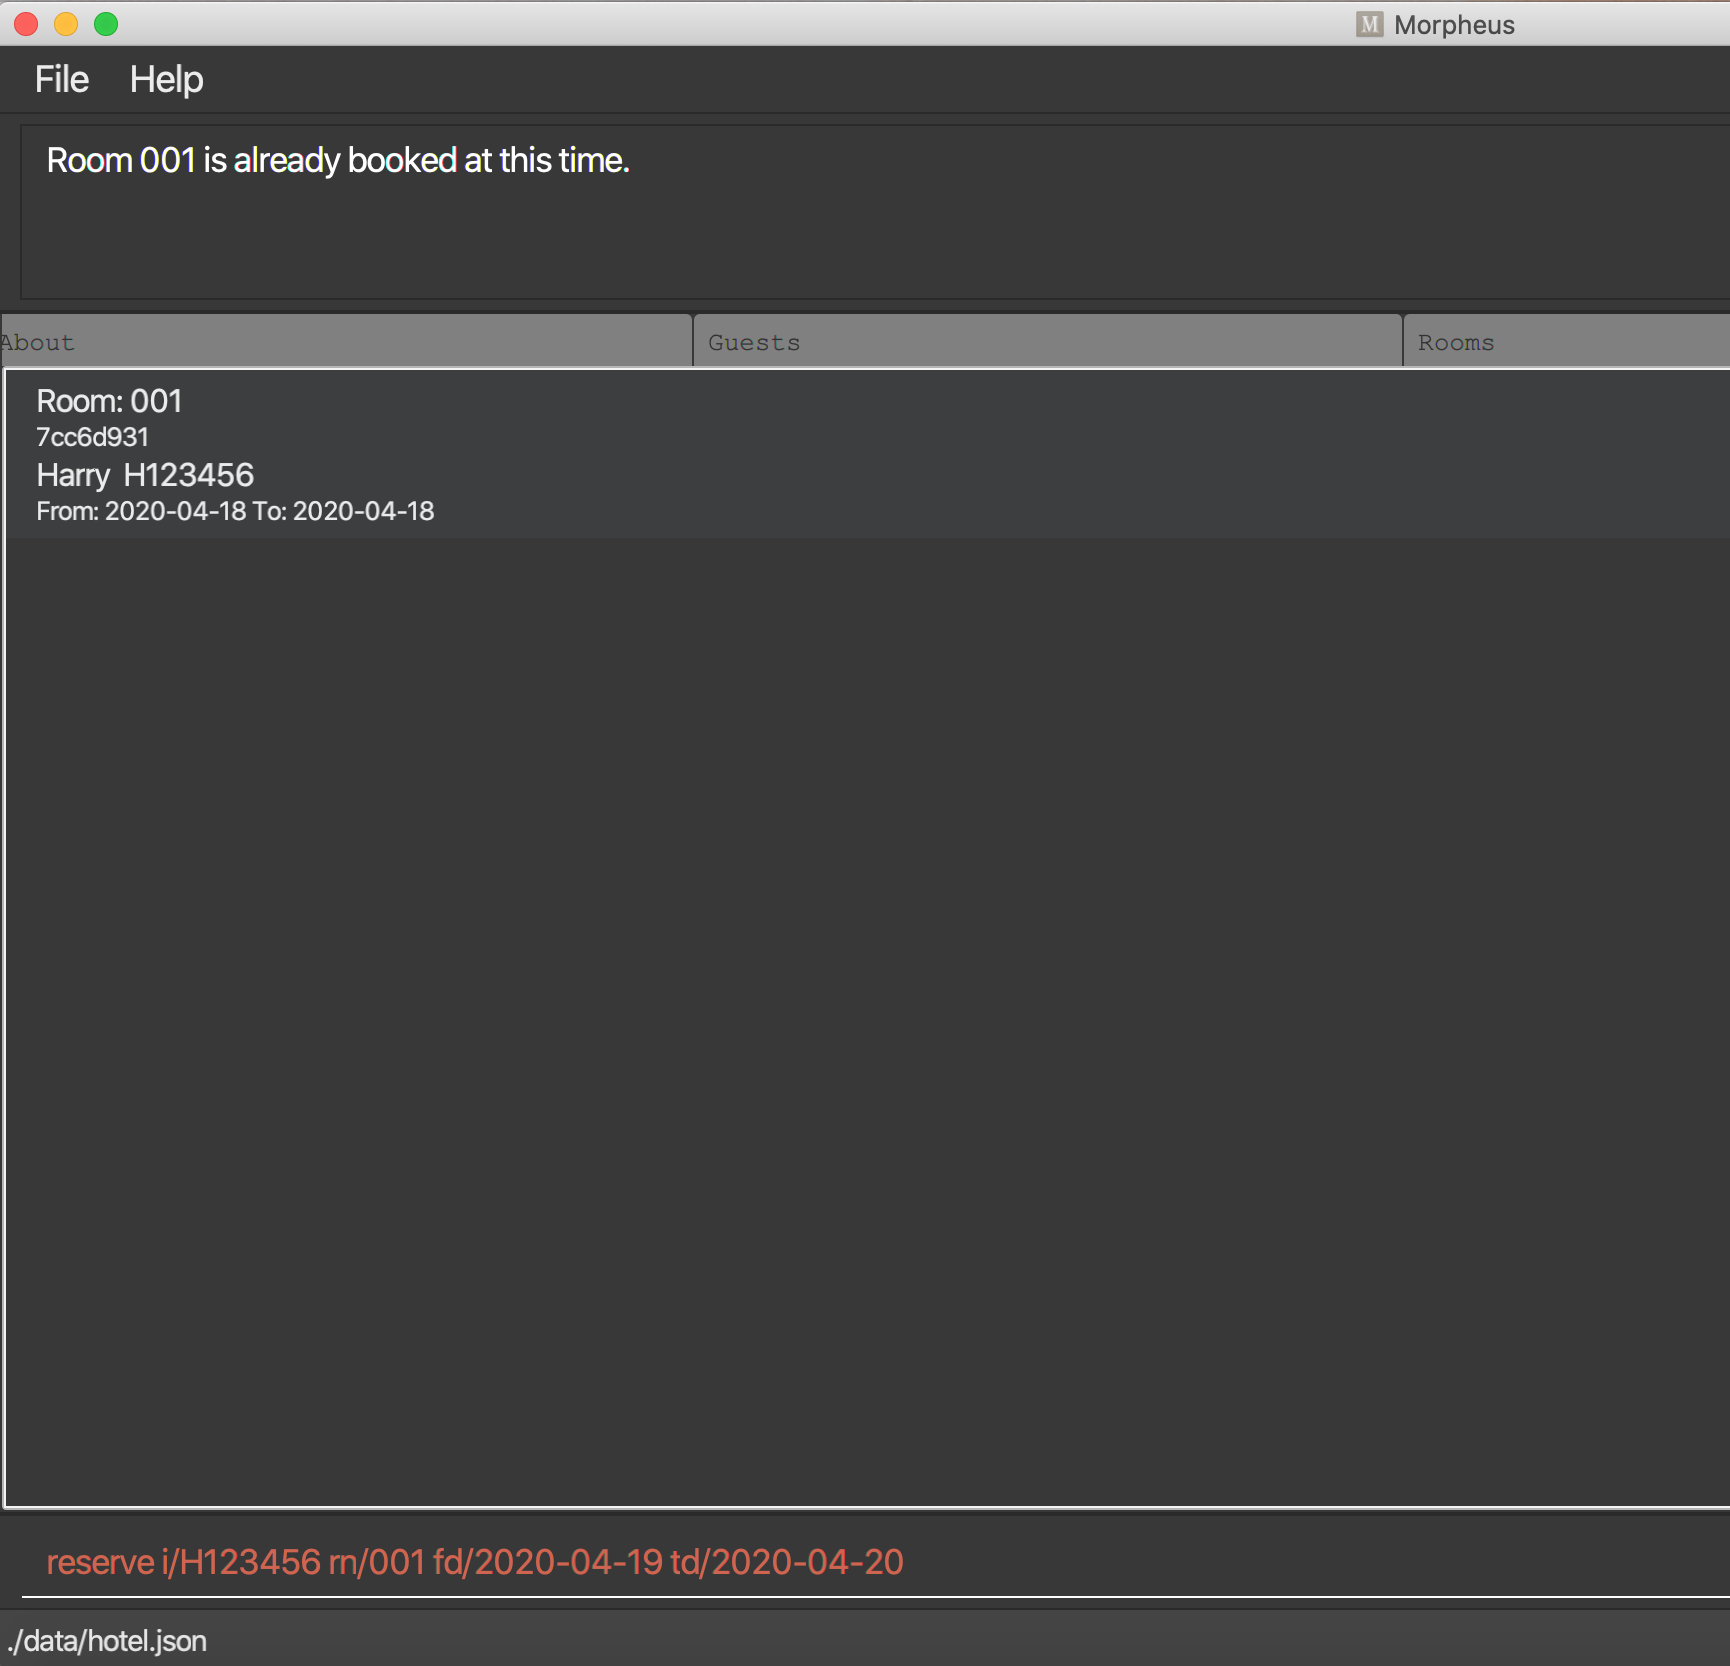 M Morpheus
File Help
Room 001 is already booked at this time.
About Guests Rooms
Room: 001
7cc6d931
Harry H123456
From: 2020-04-18 To: 2020-04-18
reserve i/H123456 rn/001 fd/2020-04-19 td/2020-04-20
./data/hotel.json